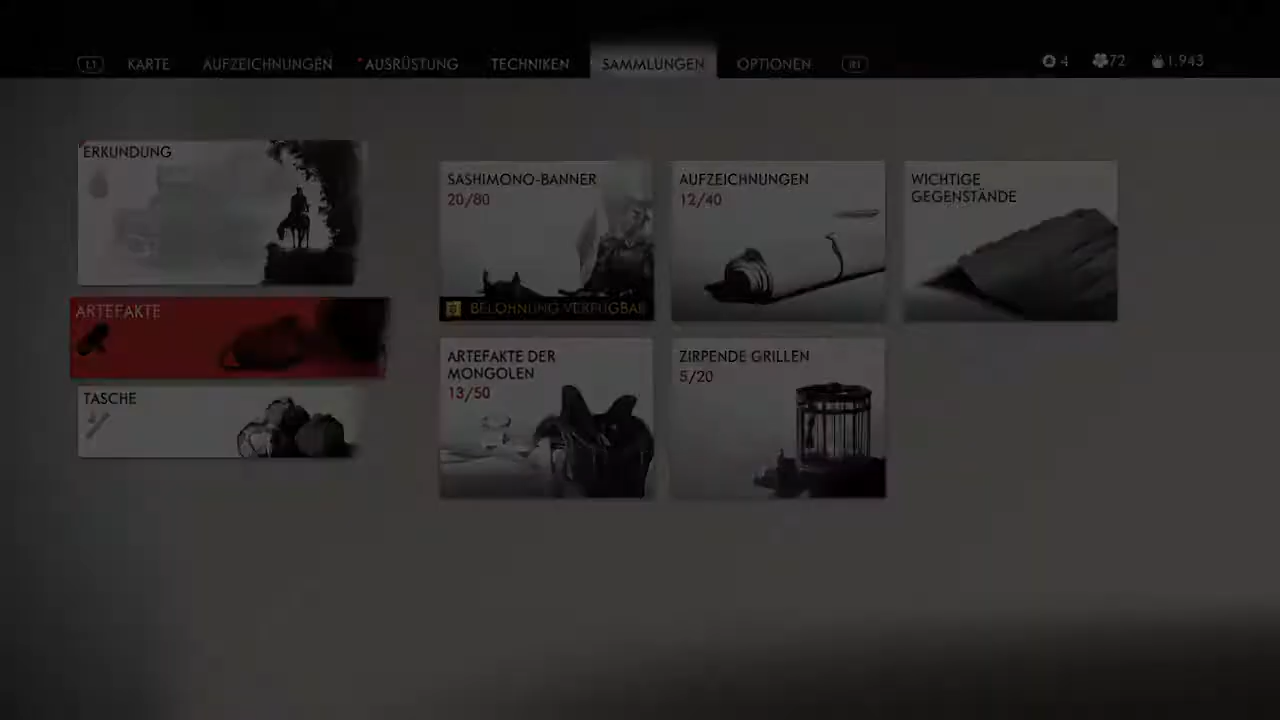 L1 KARTE AUFZEICHNUNGEN AUSRÜSTUNG TECHNIKEN SAMMLUNGEN OPTIONEN R1 4 72 1.943
ERKUNDUNG
ARTEFAKTE
TASCHE
SASHIMONO-BANNER
20/80
BELOHNUNG VERFÜGBAR
AUFZEICHNUNGEN
12/40
WICHTIGE
GEGENSTÄNDE
ARTEFAKTE DER
MONGOLEN
13/50
ZIRPENDE GRILLEN
5/20